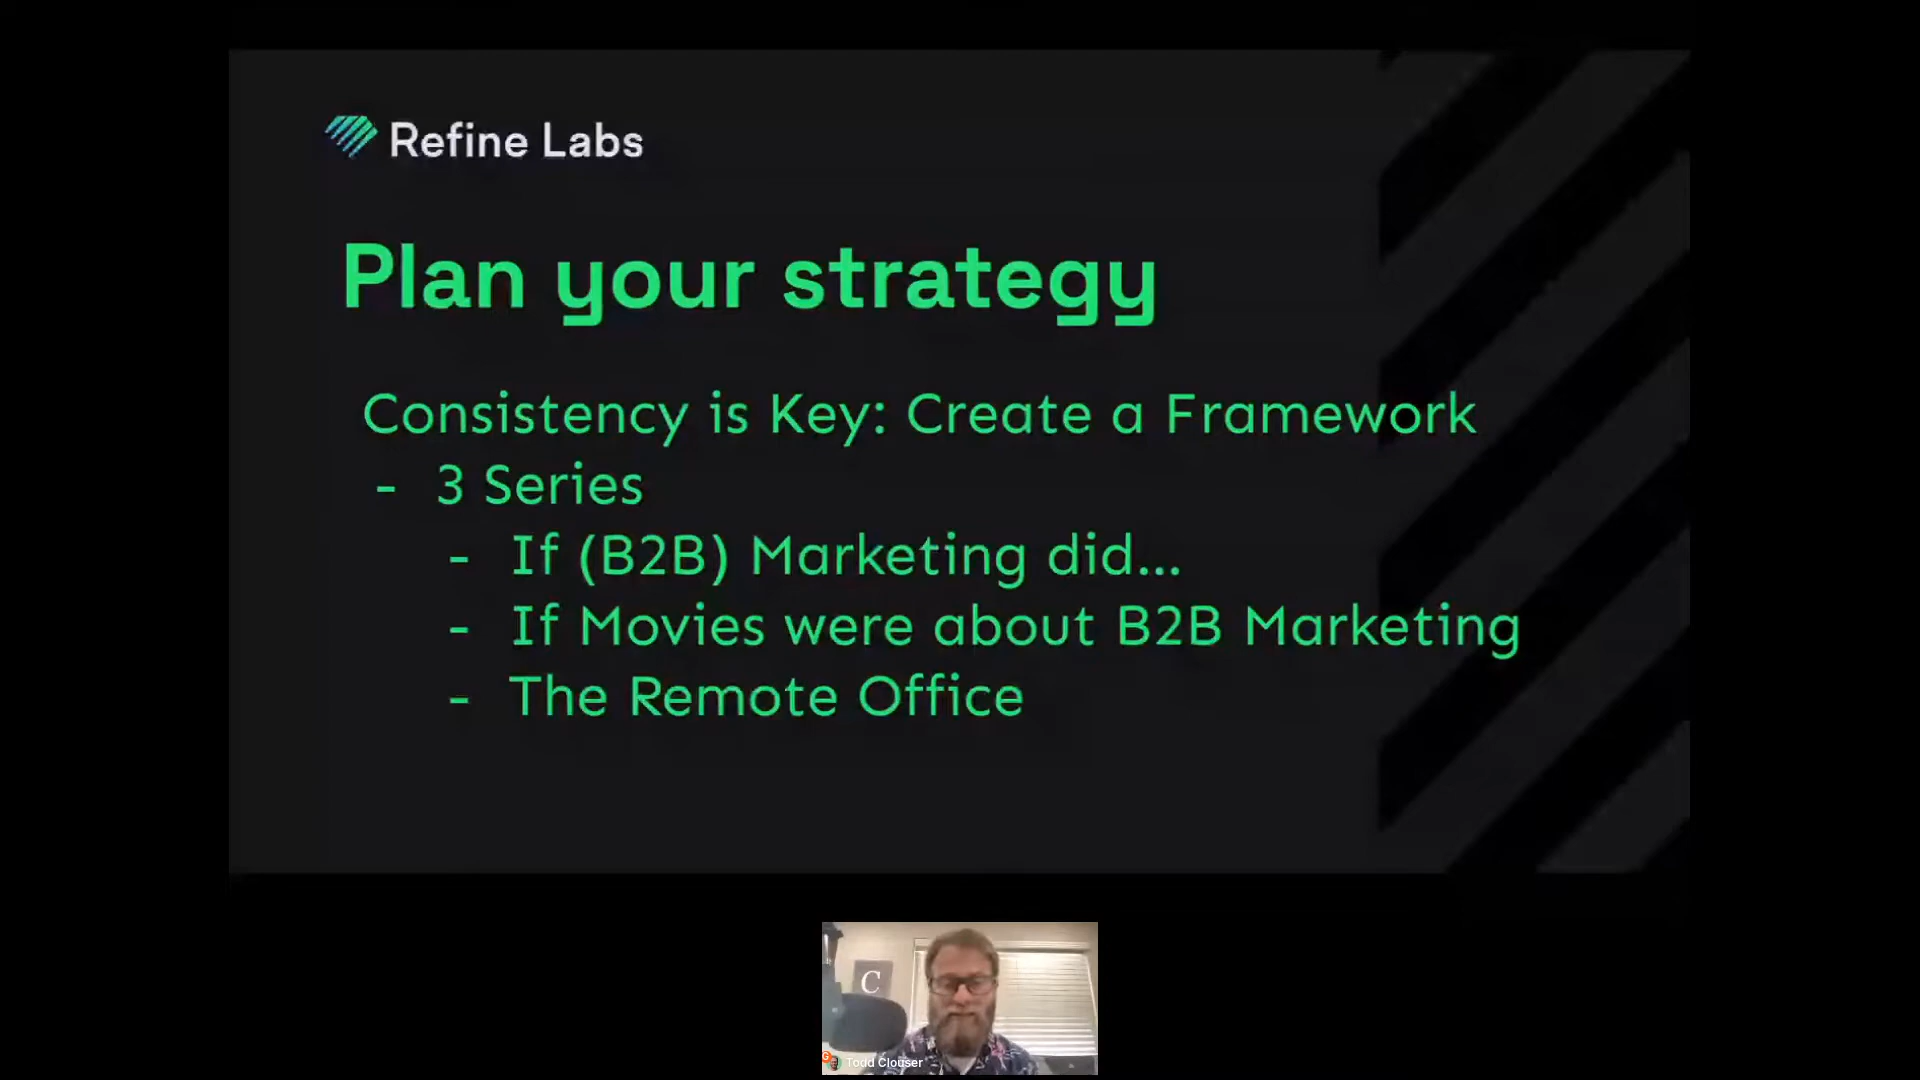 Refine Labs
Plan your strategy
Consistency is Key: Create a Framework
- 3 Series
- If (B2B) Marketing did...
- If Movies were about B2B Marketing
- The Remote Office
C
Todd Clouser